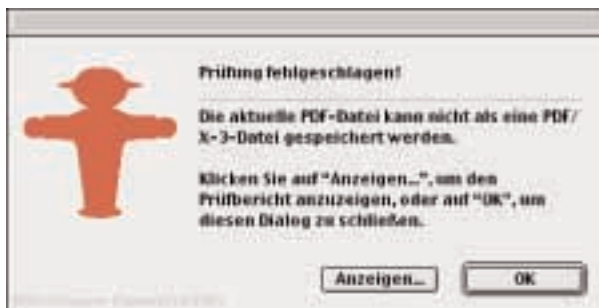 Prüfung fehlgeschlagen!
Die aktuelle PDF-Datei kann nicht als eine PDF/
X-3-Datei gespeichert werden.
Klicken Sie auf "Anzeigen...", um den
Prüfbericht anzuzeigen, oder auf "OK", um
diesen Dialog zu schließen.
Anzeigen... OK